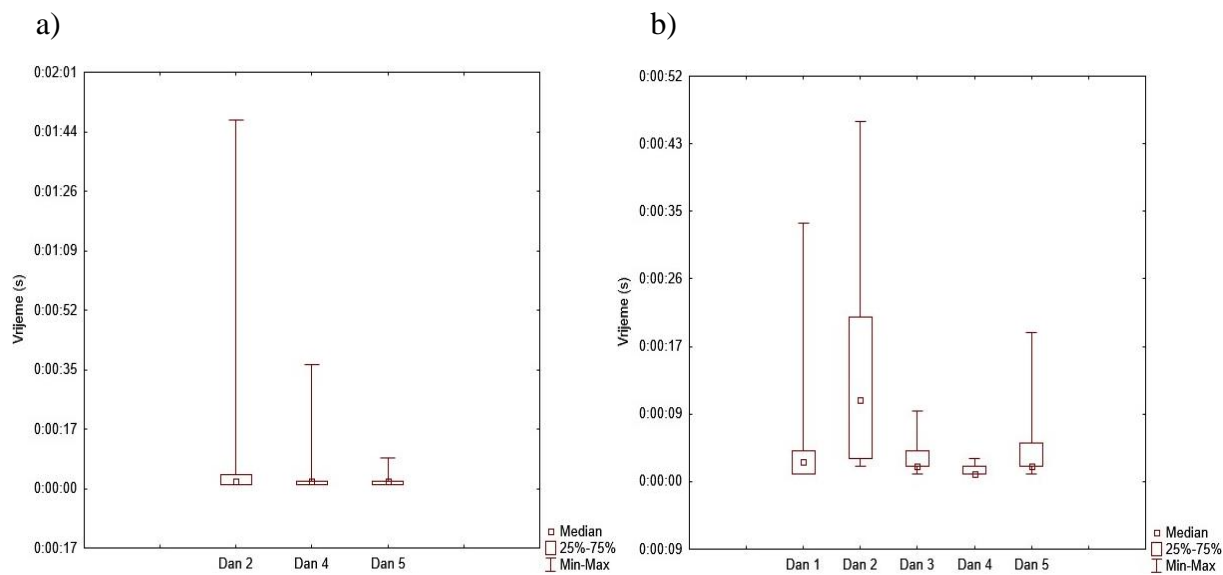 a)
0:02:01
0:01:44
0:01:26
0:01:09
0:00:52
0:00:35
0:00:17
0:00:00
0:00:17
Vrijeme (s)
Dan 2 Dan 4 Dan 5
Median
25%-75%
Min-Max
b)
0:00:52
0:00:43
0:00:35
0:00:26
0:00:17
0:00:09
0:00:00
0:00:09
Vrijeme (s)
Dan 1 Dan 2 Dan 3 Dan 4 Dan 5
Median
25%-75%
Min-Max